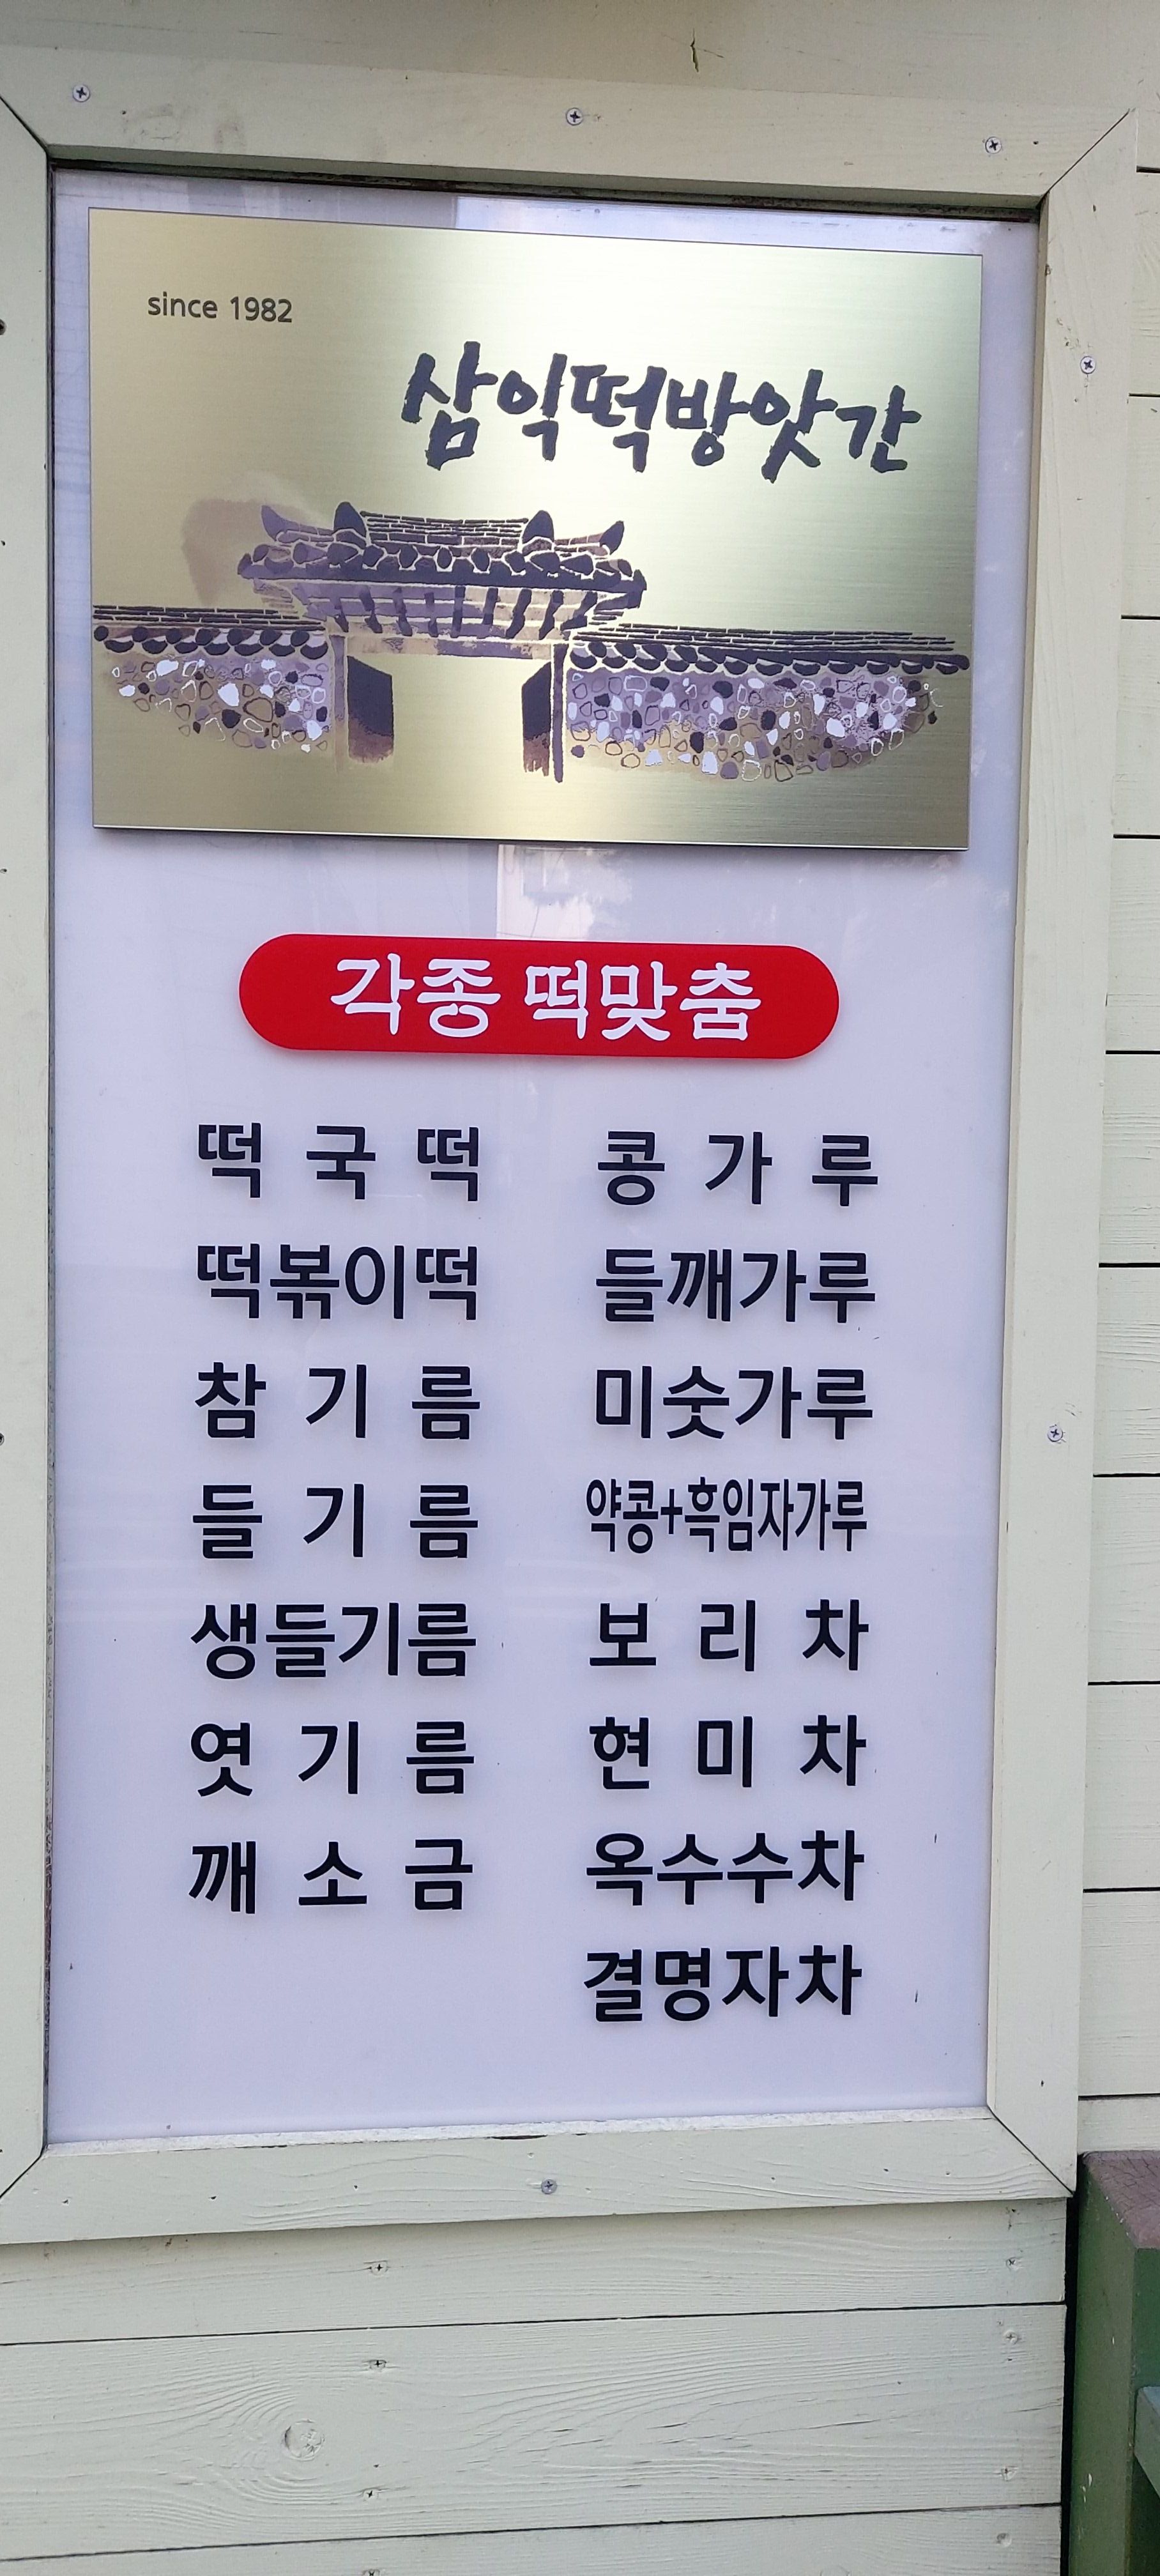 since 1982
삼익떡방앗간
각종 떡맞춤
떡국떡
떡볶이떡
참기름
들기름
생들기름
엿기름
깨소금
콩가루
들깨가루
미숫가루
약콩+흑임자가루
보리차
현미차
옥수수차
결명자차